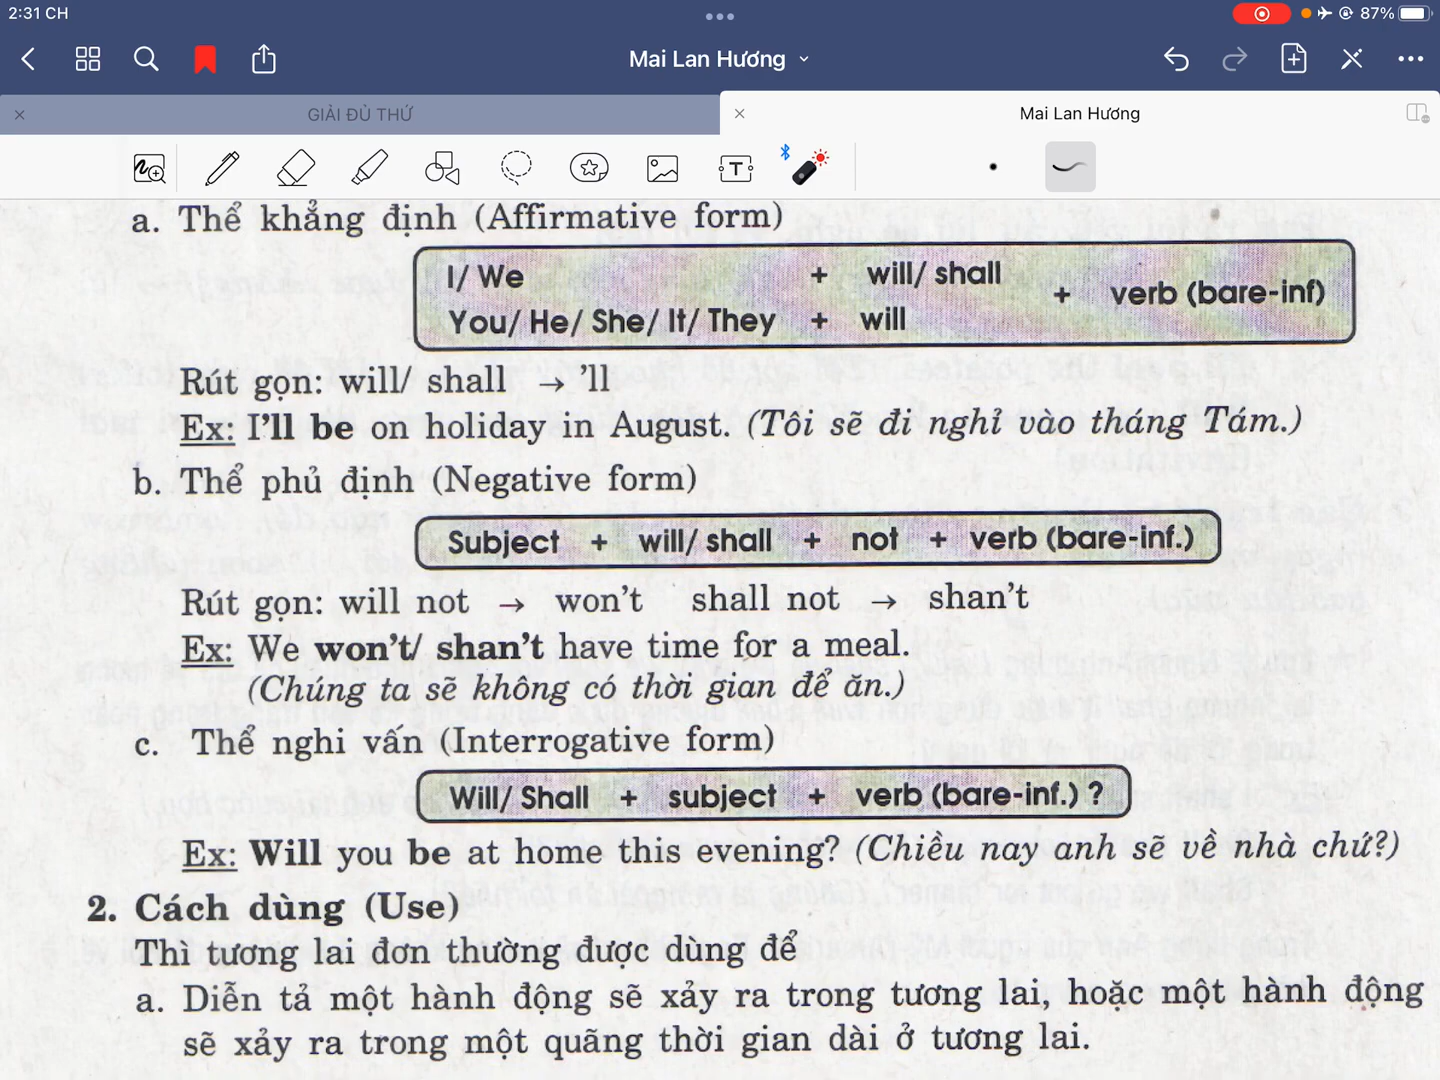 2:31 CH
87%
Mai Lan Hương
GIẢI ĐỦ THỨ
Mai Lan Hương
T
a. Thể khẳng định (Affirmative form)
I/ We + will/ shall
+ verb (bare-inf)
You/ He/ She/ It/ They + will
Rút gọn: will/ shall → 'll
Ex: I'll be on holiday in August. (Tôi sẽ đi nghỉ vào tháng Tám.)
b. Thể phủ định (Negative form)
Subject + will/ shall + not + verb (bare-inf.)
Rút gọn: will not → won't shall not → shan't
Ex: We won't/ shan't have time for a meal.
(Chúng ta sẽ không có thời gian để ăn.)
c. Thể nghi vấn (Interrogative form)
Will/ Shall + subject + verb (bare-inf.) ?
Ex: Will you be at home this evening? (Chiều nay anh sẽ về nhà chứ?)
2. Cách dùng (Use)
Thì tương lai đơn thường được dùng để
a. Diễn tả một hành động sẽ xảy ra trong tương lai, hoặc một hành động
sẽ xảy ra trong một quãng thời gian dài ở tương lai.